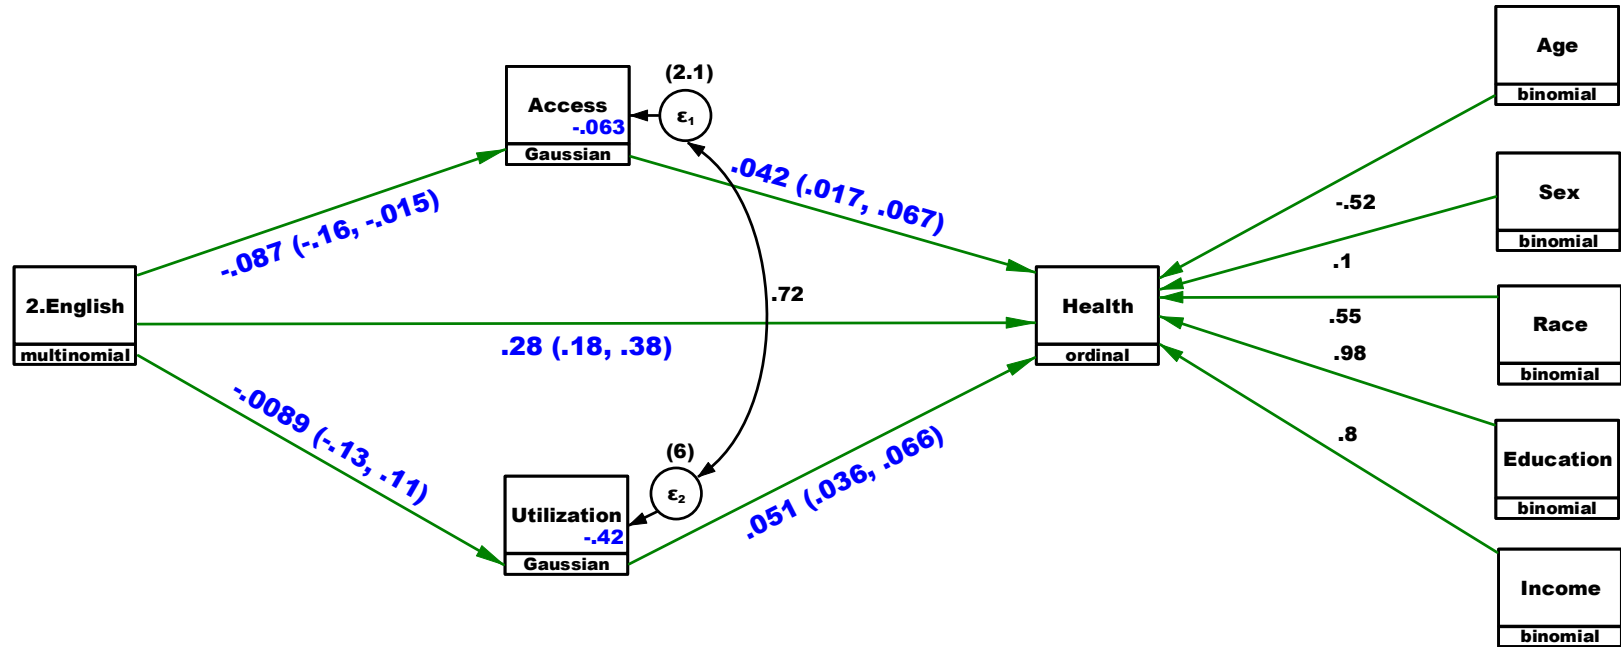 Age
binomial
(2.1)
Access
-.063
Gaussian
ε₁
.042 (.017, .067)
-.52
Sex
binomial
.1
-.087 (-.16, -.015)
2.English
multinomial
.72
.28 (.18, .38)
Health
ordinal
.55
Race
binomial
.98
-.0089 (-.13, .11)
(6)
ε₂
Utilization
-.42
Gaussian
.051 (.036, .066)
.8
Education
binomial
Income
binomial